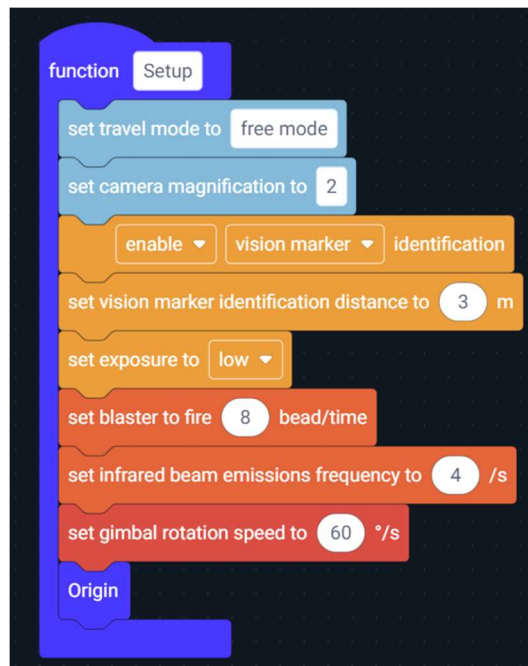 function Setup
set travel mode to free mode
set camera magnification to 2
enable vision marker identification
set vision marker identification distance to 3 m
set exposure to low
set blaster to fire 8 bead/time
set infrared beam emissions frequency to 4 /s
set gimbal rotation speed to 60 °/s
Origin